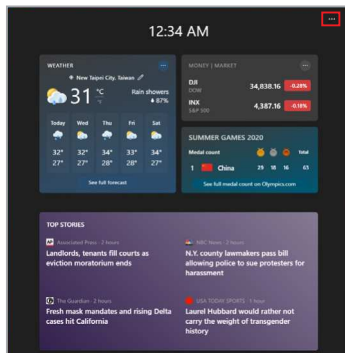 12:34 AM
WEATHER
New Taipei City, Taiwan
31 °C
Rain showers
87%
Today Wed Thu Fri Sat
32° 32° 34° 33° 34°
27° 27° 28° 28° 27°
See full forecast
MONEY | MARKET
DJI
DOW
34,838.16 -0.28%
INX
S&P 500
4,387.16 -0.18%
SUMMER GAMES 2020
Medal count Total
1 China 29 18 16 63
See full medal count on Olympics.com
TOP STORIES
AP Associated Press · 2 hours
Landlords, tenants fill courts as
eviction moratorium ends
NBC News · 2 hours
N.Y. county lawmakers pass bill
allowing police to sue protesters for
harassment
The Guardian · 2 hours
Fresh mask mandates and rising Delta
cases hit California
USA TODAY SPORTS · 1 hour
Laurel Hubbard would rather not
carry the weight of transgender
history